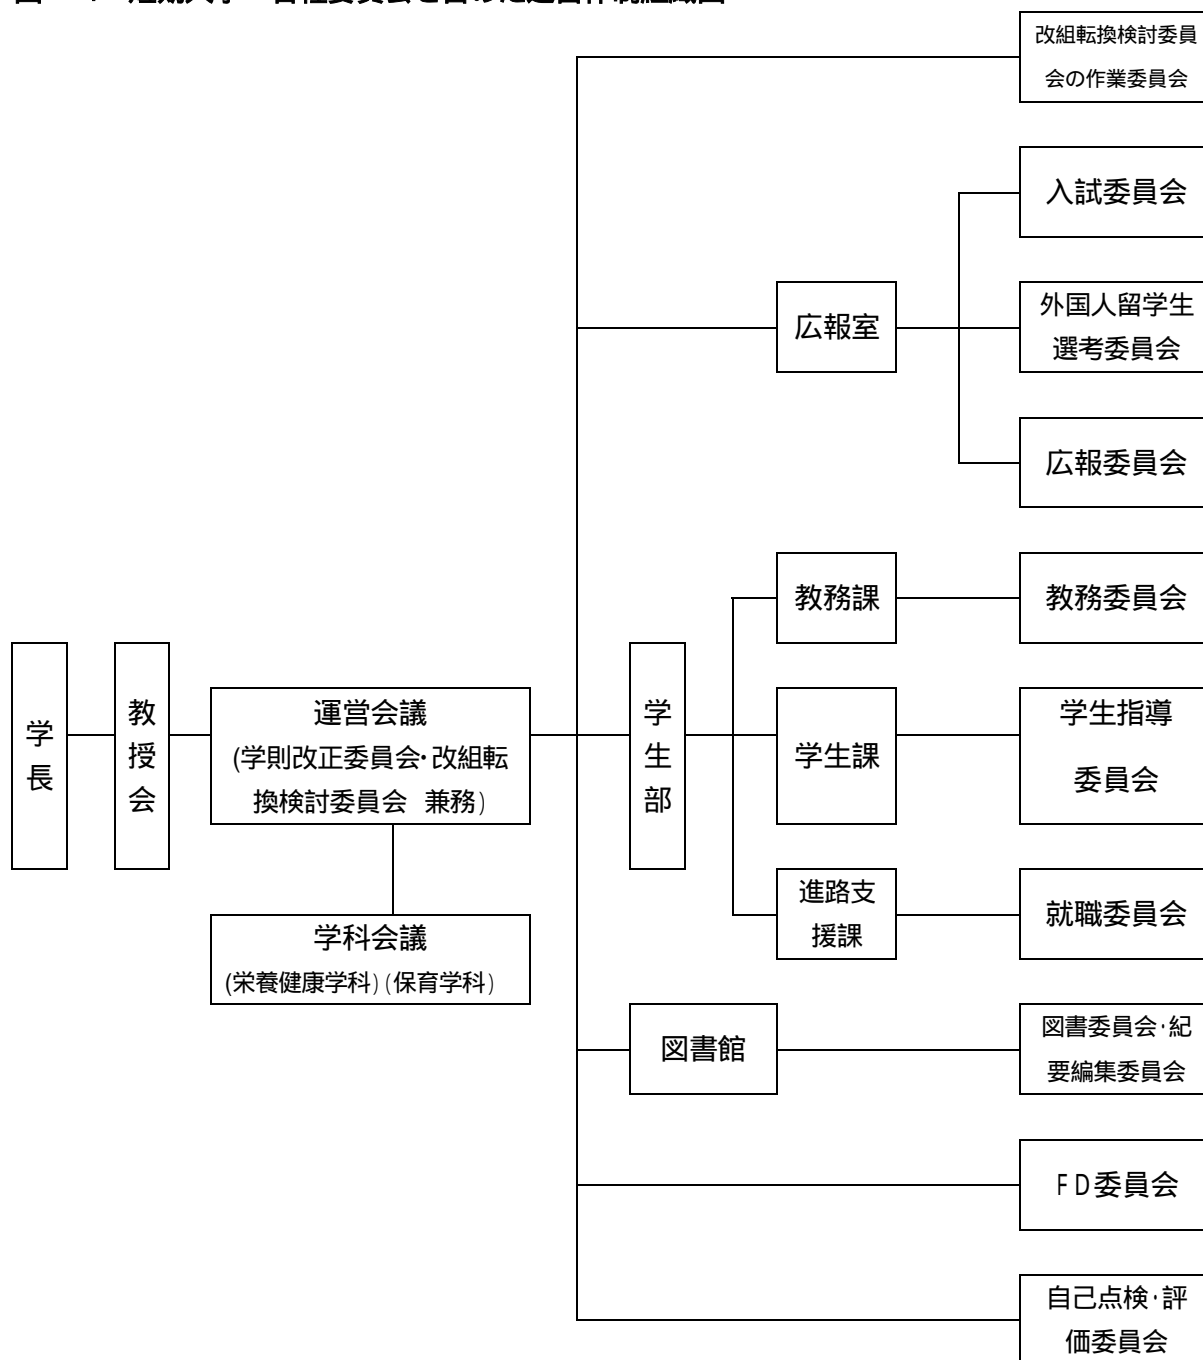 改組転換検討委員
会の作業委員会
入試委員会
広報室
外国人留学生
選考委員会
広報委員会
教務課
教務委員会
学長
教授会
運営会議
(学則改正委員会・改組転
換検討委員会 兼務)
学生部
学生課
学生指導
委員会
進路支
援課
就職委員会
学科会議
(栄養健康学科)(保育学科)
図書館
図書委員会・紀
要編集委員会
FD委員会
自己点検・評
価委員会